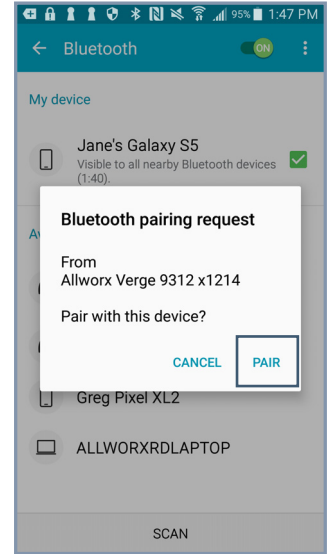 95% 1:47 PM
Bluetooth ON
My device
Jane's Galaxy S5
Visible to all nearby Bluetooth devices
(1:40).
Bluetooth pairing request
From
Allworx Verge 9312 x1214
Pair with this device?
CANCEL PAIR
Greg Pixel XL2
ALLWORXRDLAPTOP
SCAN